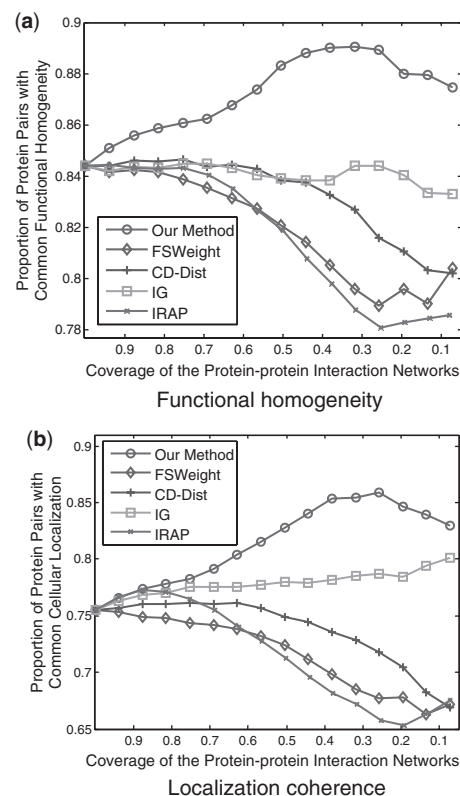 (a)
Proportion of Protein Pairs with
Common Functional Homogeneity
0.9
0.88
0.86
0.84
0.82
0.8
0.78
Our Method
FSWeight
CD-Dist
IG
IRAP
0.9 0.8 0.7 0.6 0.5 0.4 0.3 0.2 0.1
Coverage of the Protein-protein Interaction Networks
Functional homogeneity
(b)
Proportion of Protein Pairs with
Common Cellular Localization
0.9
0.85
0.8
0.75
0.7
0.65
Our Method
FSWeight
CD-Dist
IG
IRAP
0.9 0.8 0.7 0.6 0.5 0.4 0.3 0.2 0.1
Coverage of the Protein-protein Interaction Networks
Localization coherence